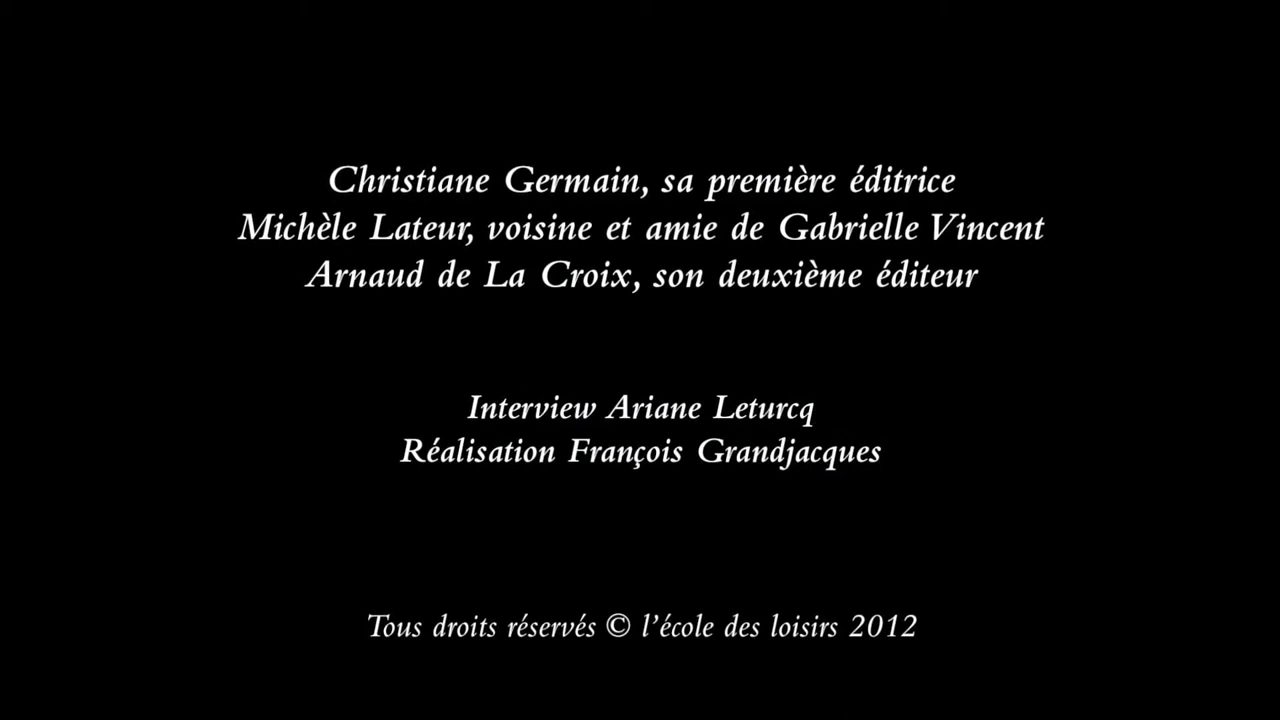 Christiane Germain, sa première éditrice
Michèle Lateur, voisine et amie de Gabrielle Vincent
Arnaud de La Croix, son deuxième éditeur
Interview Ariane Leturcq
Réalisation François Grandjacques
Tous droits réservés © l’école des loisirs 2012